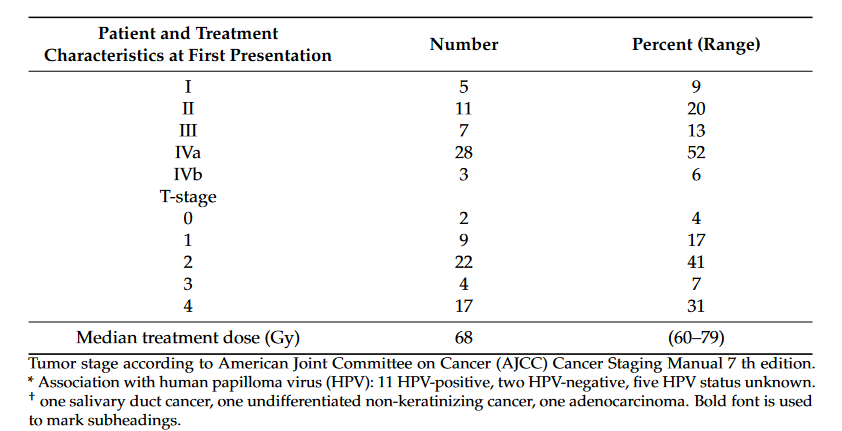 Patient and Treatment
Characteristics at First Presentation Number Percent (Range)
I 5 9
II 11 20
III 7 13
IVa 28 52
IVb 3 6
T-stage
0 2 4
1 9 17
2 22 41
3 4 7
4 17 31
Median treatment dose (Gy) 68 (60–79)
Tumor stage according to American Joint Committee on Cancer (AJCC) Cancer Staging Manual 7 th edition.
* Association with human papilloma virus (HPV): 11 HPV-positive, two HPV-negative, five HPV status unknown.
† one salivary duct cancer, one undifferentiated non-keratinizing cancer, one adenocarcinoma. Bold font is used
to mark subheadings.